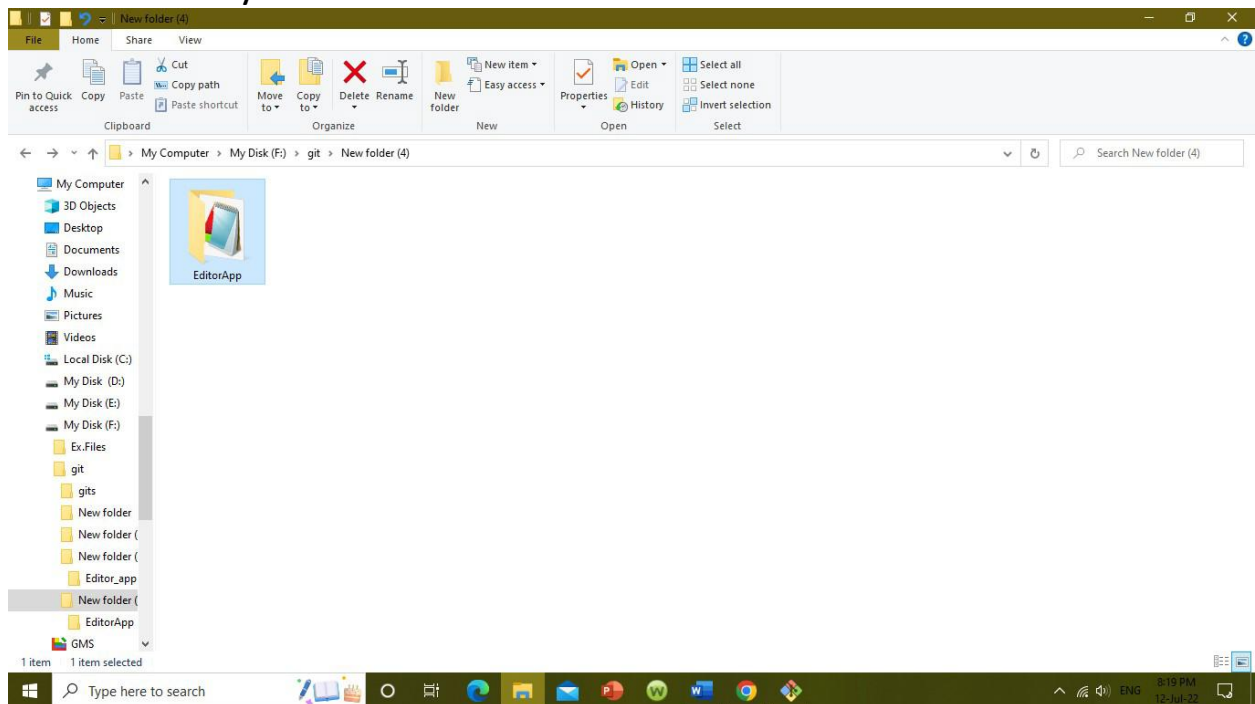 New folder (4)
File Home Share View
Pin to Quick access
Copy
Paste
Cut
Copy path
Paste shortcut
Clipboard
Move to
Copy to
Delete
Rename
Organize
New folder
New item
Easy access
New
Properties
Open
Edit
History
Open
Select all
Select none
Invert selection
Select
My Computer > My Disk (F:) > git > New folder (4)
Search New folder (4)
My Computer
3D Objects
Desktop
Documents
Downloads
Music
Pictures
Videos
Local Disk (C:)
My Disk (D:)
My Disk (E:)
My Disk (F:)
Ex.Files
git
gits
New folder
New folder (
New folder (
Editor_app
New folder (
EditorApp
GMS
EditorApp
1 item 1 item selected
Type here to search
ENG
8:19 PM
12-Jul-22